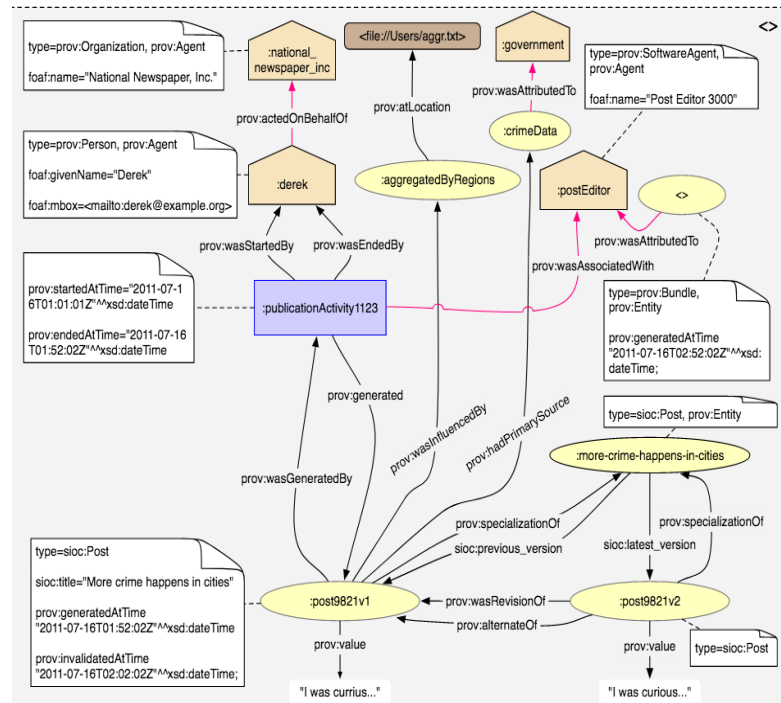 <>
type=prov:Organization, prov:Agent
foaf:name="National Newspaper, Inc."
:national_
newspaper_inc
<file://Users/aggr.txt>
:government
type=prov:SoftwareAgent,
prov:Agent
foaf:name="Post Editor 3000"
prov:actedOnBehalfOf
prov:atLocation
prov:wasAttributedTo
:crimeData
type=prov:Person, prov:Agent
foaf:givenName="Derek"
foaf:mbox=<mailto:derek@example.org>
:derek
:aggregatedByRegions
:postEditor
<>
prov:wasStartedBy
prov:wasEndedBy
prov:wasAttributedTo
prov:wasAssociatedWith
prov:startedAtTime="2011-07-1
6T01:01:01Z"^^xsd:dateTime
prov:endedAtTime="2011-07-16
T01:52:02Z"^^xsd:dateTime
:publicationActivity1123
type=prov:Bundle,
prov:Entity
prov:generatedAtTime
"2011-07-16T02:52:02Z"^^xsd:
dateTime;
prov:generated
prov:wasInfluencedBy
prov:hadPrimarySource
type=sioc:Post, prov:Entity
:more-crime-happens-in-cities
prov:wasGeneratedBy
prov:specializationOf
sioc:previous_version
prov:specializationOf
sioc:latest_version
type=sioc:Post
sioc:title="More crime happens in cities"
prov:generatedAtTime
"2011-07-16T01:52:02Z"^^xsd:dateTime
prov:invalidatedAtTime
"2011-07-16T02:02:02Z"^^xsd:dateTime;
:post9821v1
prov:wasRevisionOf
prov:alternateOf
:post9821v2
prov:value
prov:value
type=sioc:Post
"I was currius..."
"I was curious..."